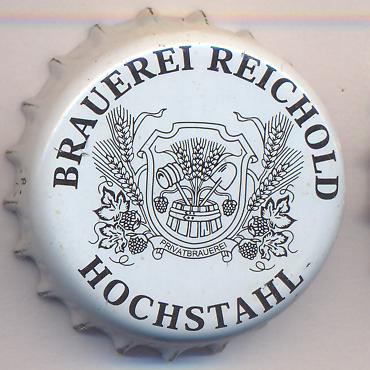 BRAUEREI REICHOLD
PRIVATBRAUEREI
HOCHSTAHL